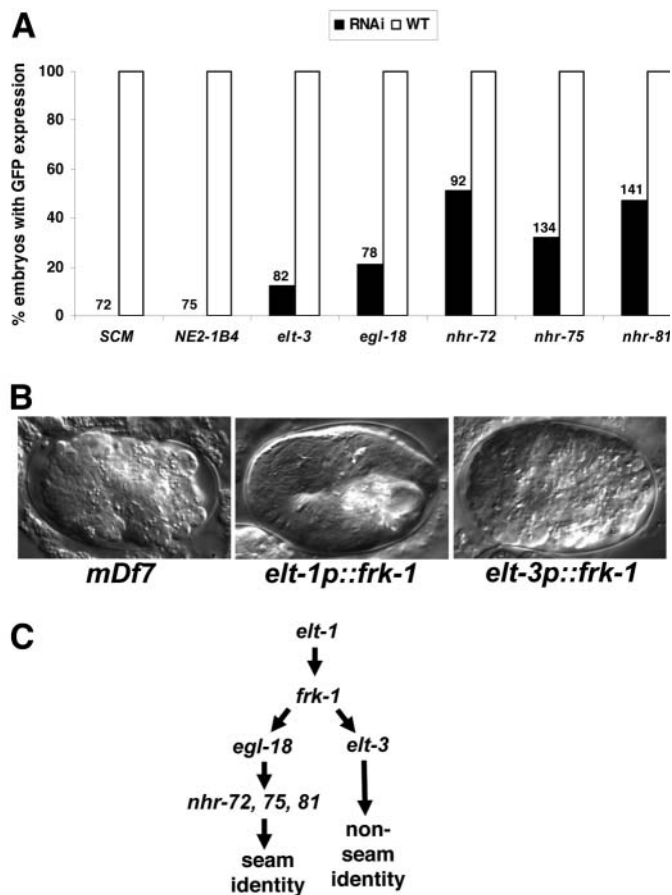 A
RNAi WT
% embryos with GFP expression
100
80
60
40
20
0
72 75 82 78 92 134 141
SCM NE2-1B4 elt-3 egl-18 nhr-72 nhr-75 nhr-81
B
mDf7 elt-1p::frk-1 elt-3p::frk-1
C
elt-1
frk-1
egl-18 elt-3
nhr-72, 75, 81
seam identity
non-seam identity